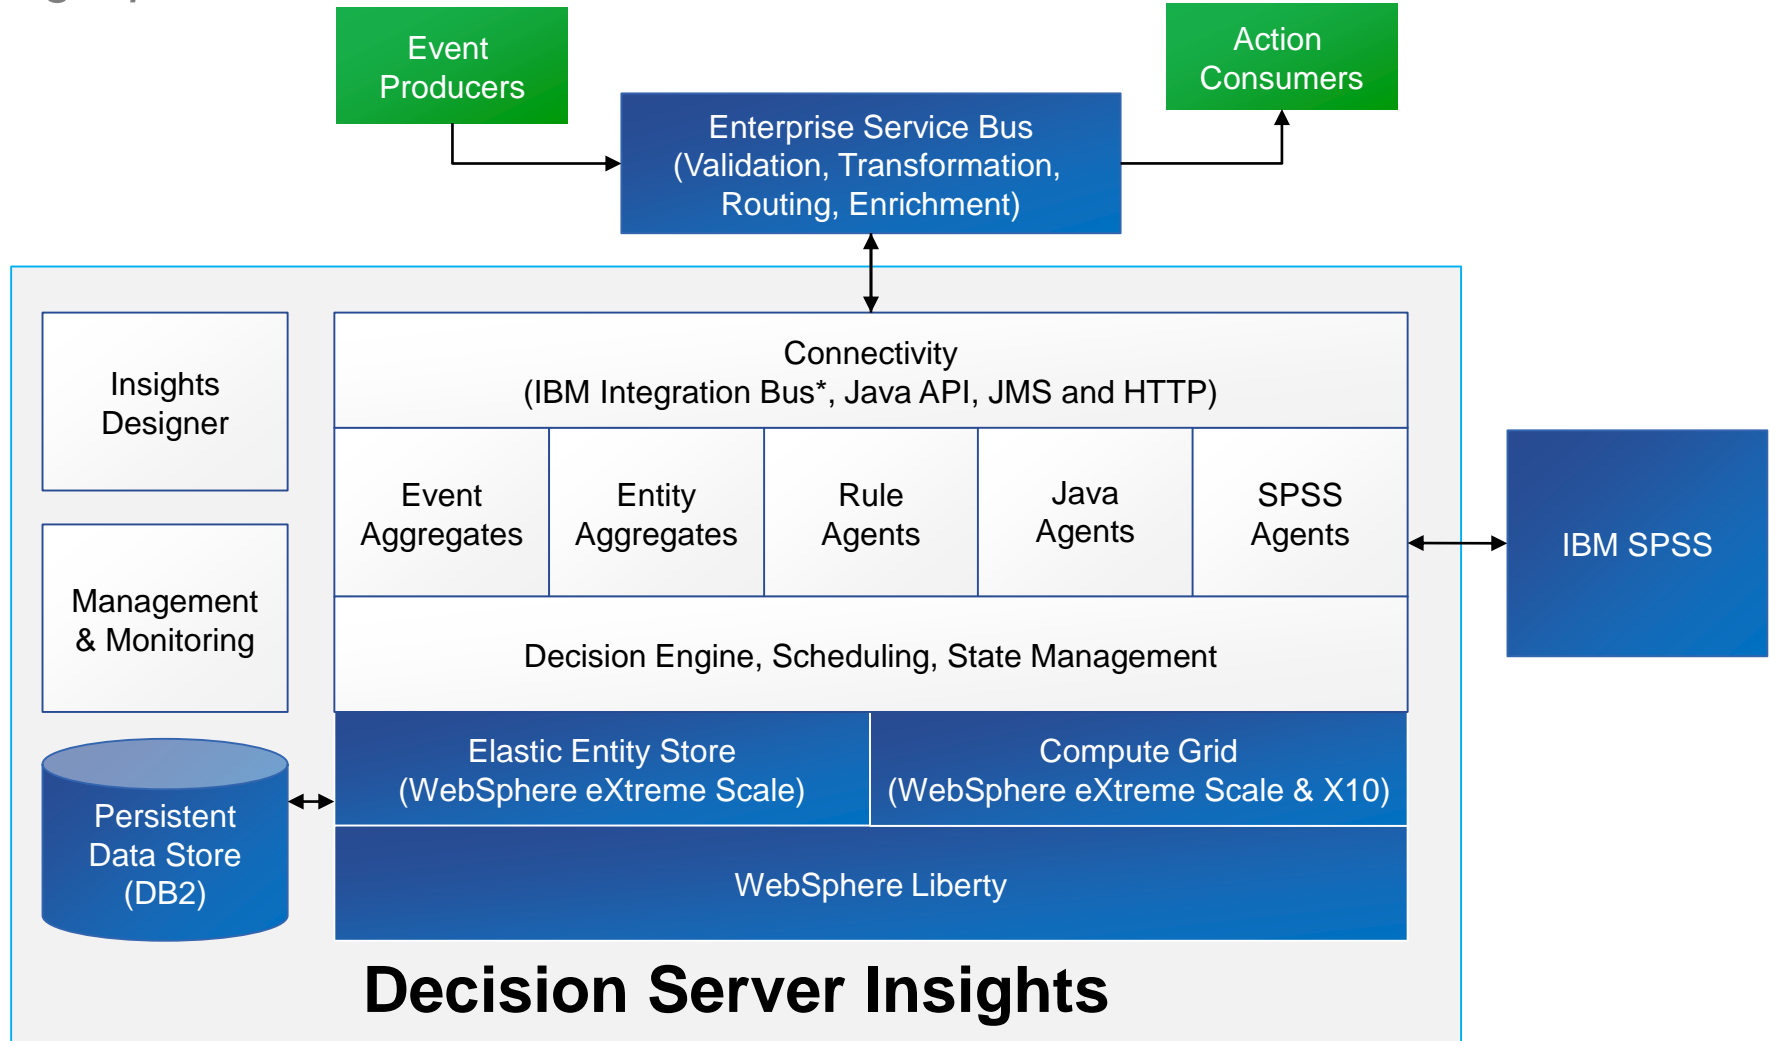 Event
Producers
Action
Consumers
Enterprise Service Bus
(Validation, Transformation,
Routing, Enrichment)
Insights
Designer
Connectivity
(IBM Integration Bus*, Java API, JMS and HTTP)
Event
Aggregates
Entity
Aggregates
Rule
Agents
Java
Agents
SPSS
Agents
IBM SPSS
Management
& Monitoring
Decision Engine, Scheduling, State Management
Elastic Entity Store
(WebSphere eXtreme Scale)
Compute Grid
(WebSphere eXtreme Scale & X10)
Persistent
Data Store
(DB2)
WebSphere Liberty
Decision Server Insights